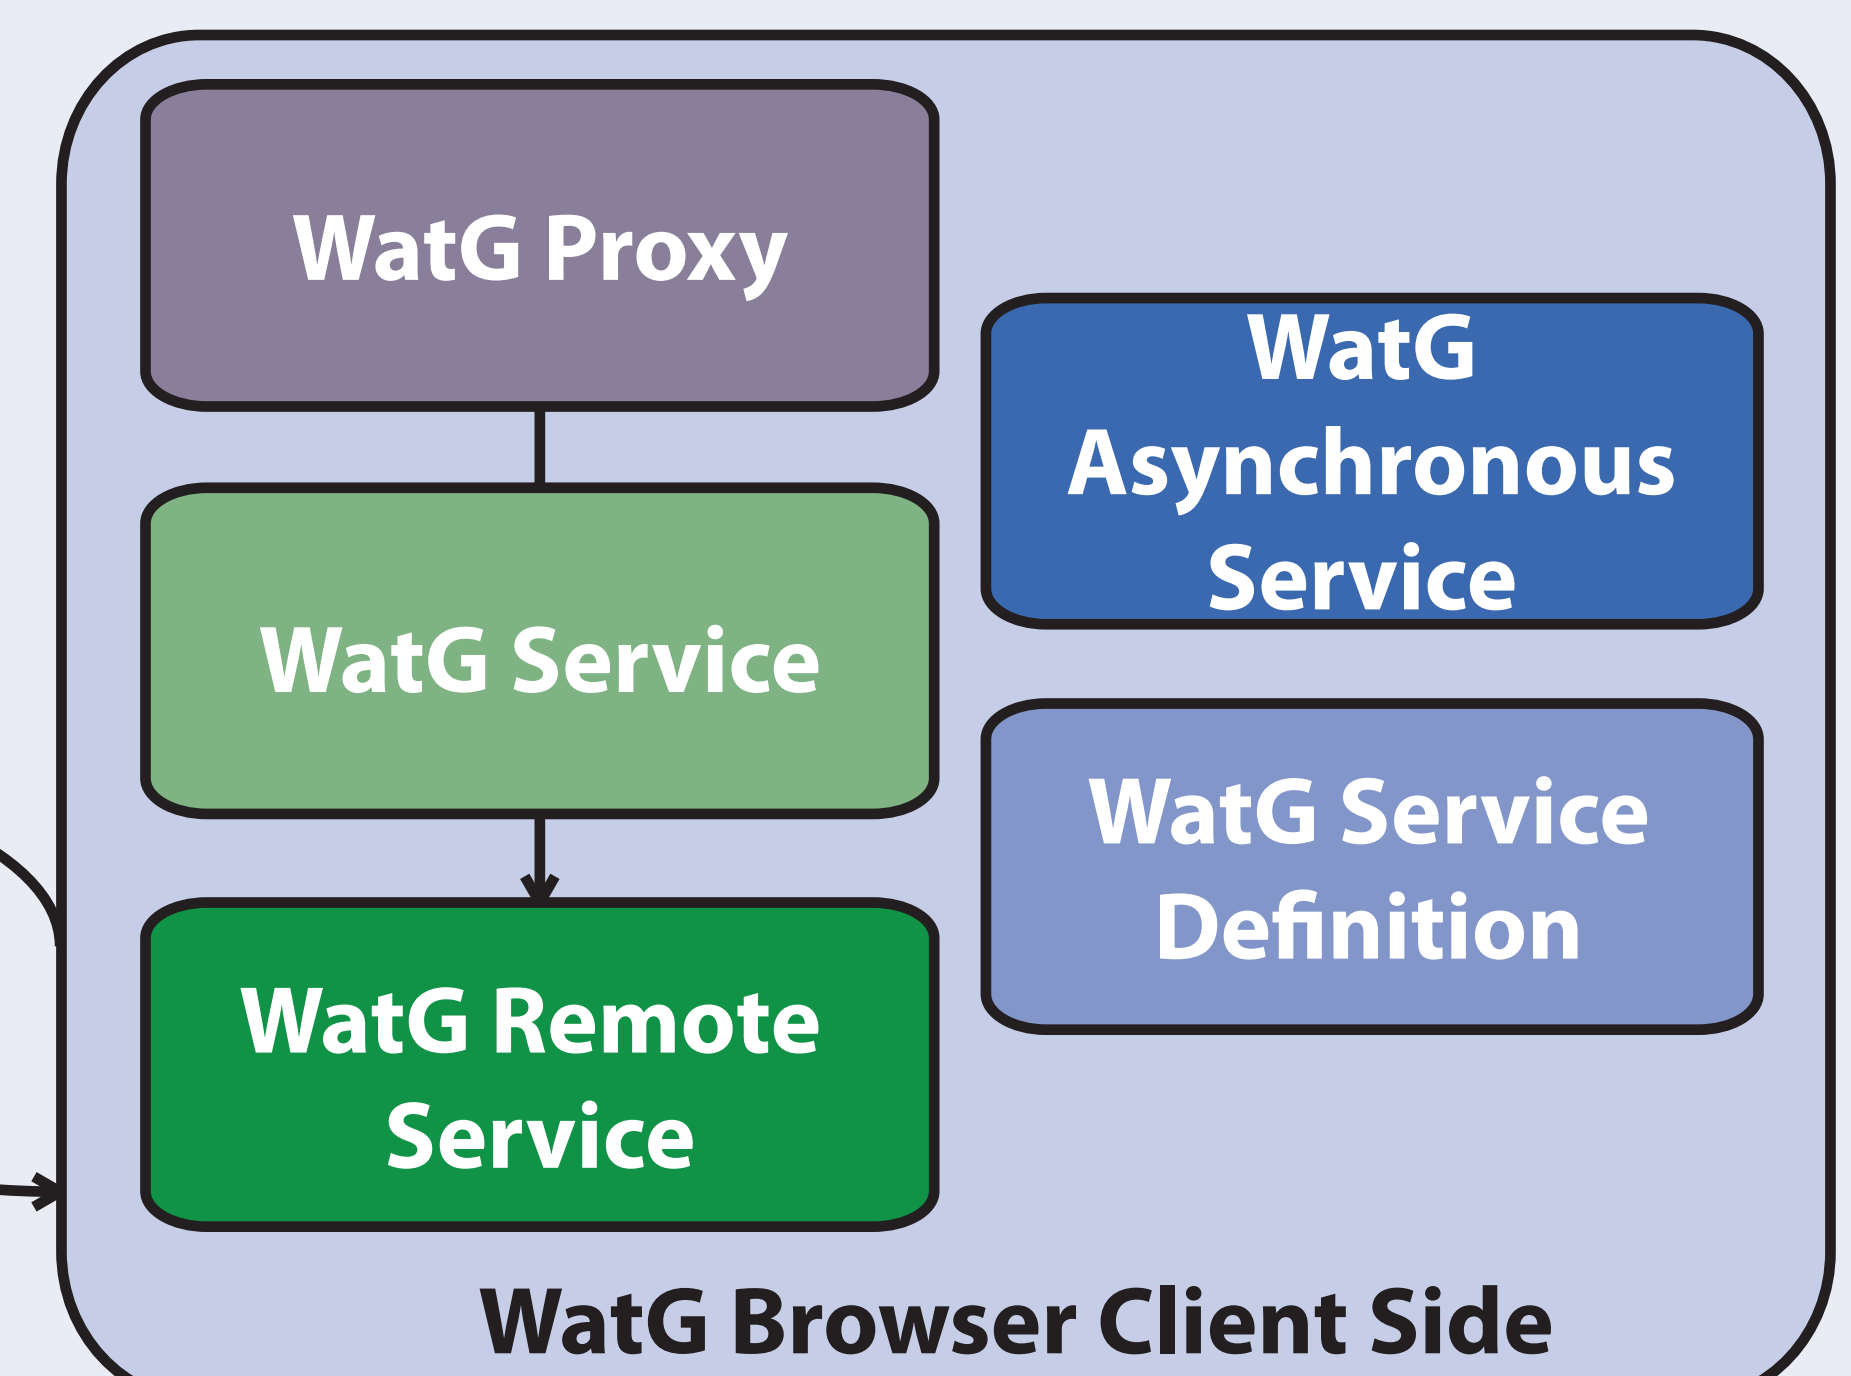 WatG Proxy
WatG Service
WatG Remote
Service
WatG
Asynchronous
Service
WatG Service
Definition
WatG Browser Client Side